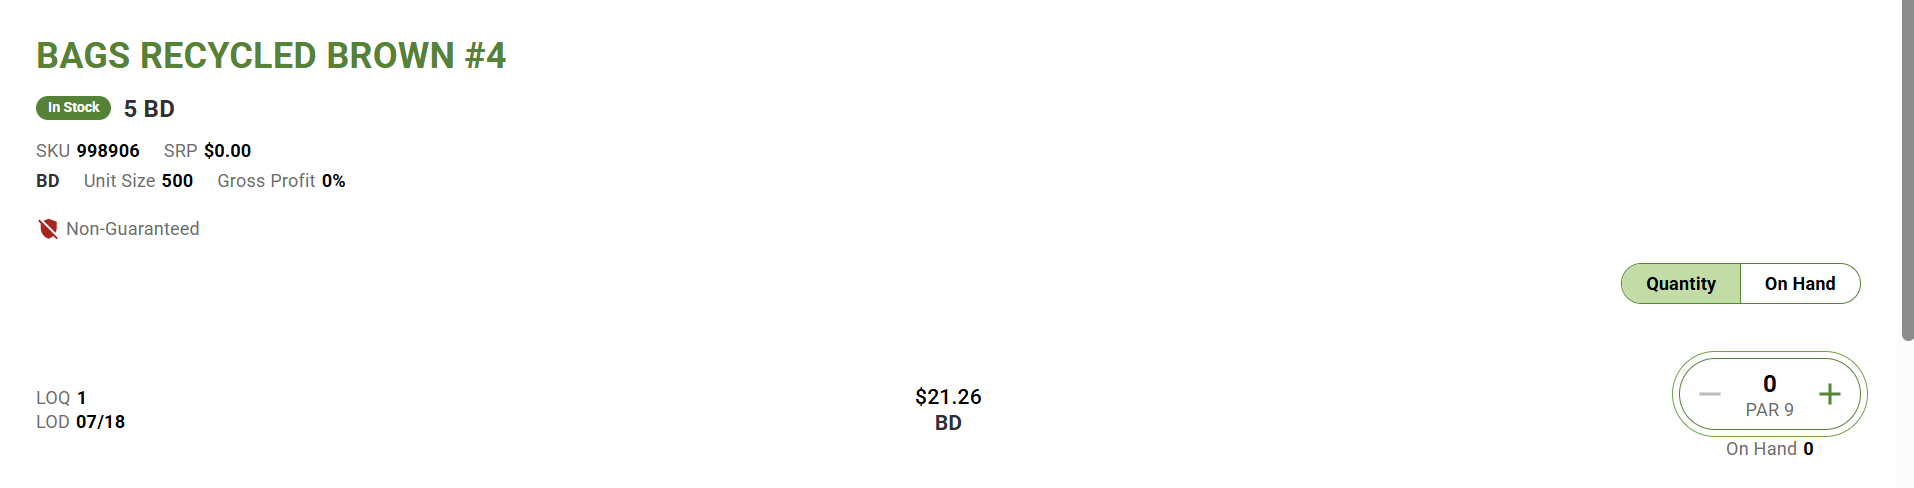 BAGS RECYCLED BROWN #4
In Stock 5 BD
SKU 998906 SRP $0.00
BD Unit Size 500 Gross Profit 0%
Non-Guaranteed
Quantity On Hand
LOQ 1
LOD 07/18
$21.26
BD
0
PAR 9
On Hand 0